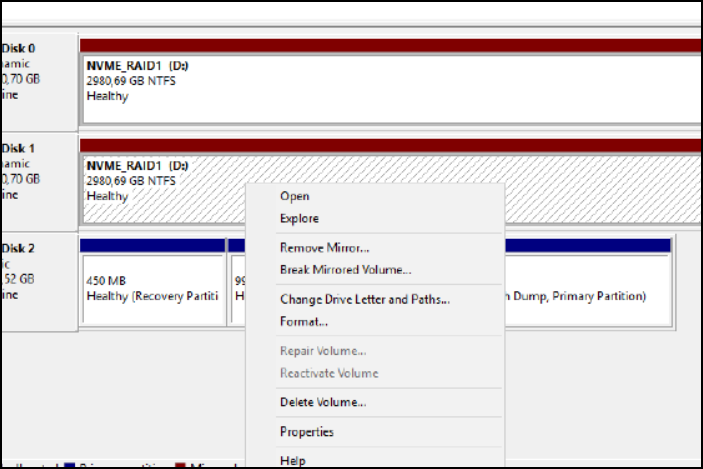 Disk 0
amic
0,70 GB
ine
NVME_RAID1 (D:)
2980,69 GB NTFS
Healthy
Disk 1
amic
0,70 GB
ine
NVME_RAID1 (D:)
2980,69 GB NTFS
Healthy
Disk 2
ic
,52 GB
ine
450 MB
Healthy (Recovery Partiti
99
H
h Dump, Primary Partition)
Open
Explore
Remove Mirror...
Break Mirrored Volume...
Change Drive Letter and Paths...
Format...
Repair Volume...
Reactivate Volume
Delete Volume...
Properties
Help